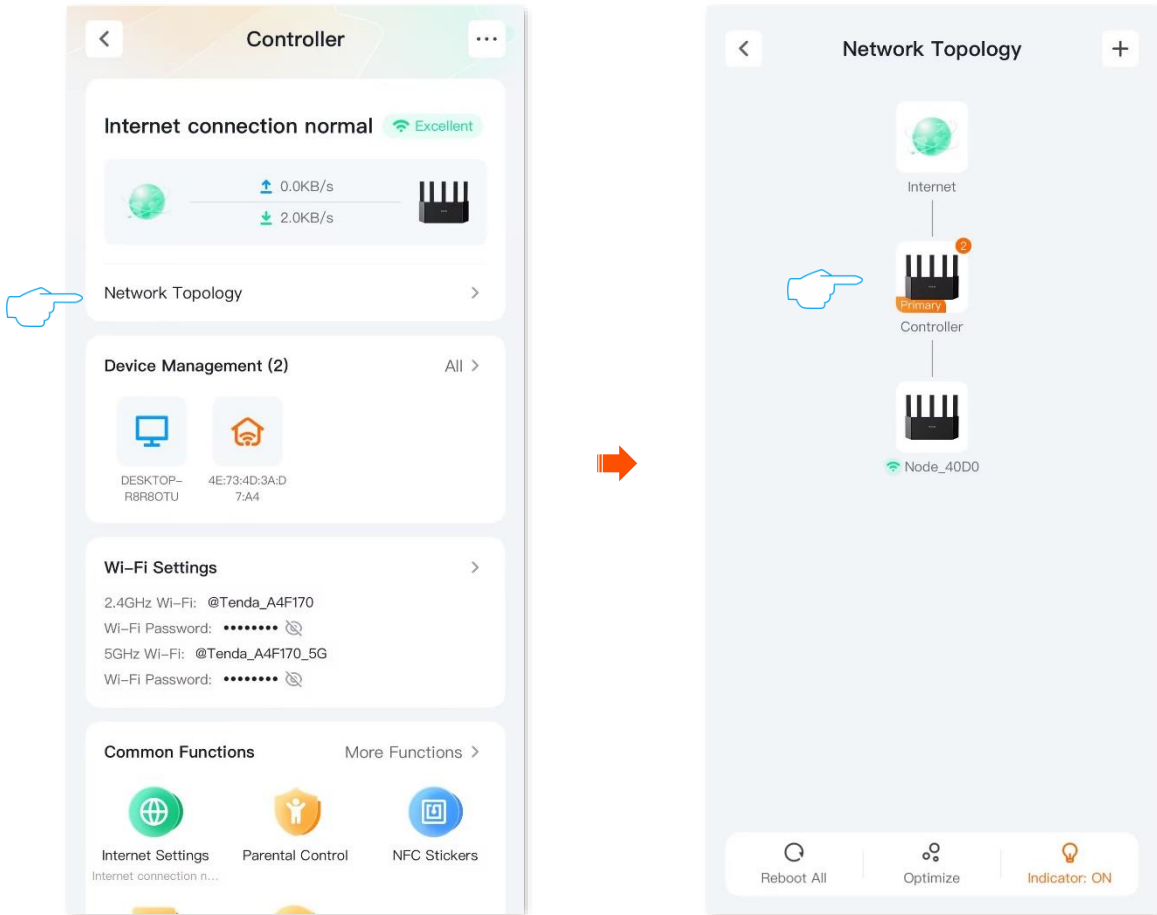 Controller
Internet connection normal
Excellent
0.0KB/s
2.0KB/s
Network Topology
Device Management (2)
All
DESKTOP-
R8R8OTU
4E:73:4D:3A:D
7:A4
Wi-Fi Settings
2.4GHz Wi-Fi: @Tenda_A4F170
Wi-Fi Password: ••••••••
5GHz Wi-Fi: @Tenda_A4F170_5G
Wi-Fi Password: ••••••••
Common Functions
More Functions
Internet Settings
Internet connection n...
Parental Control
NFC Stickers
Network Topology
Internet
2
Primary
Controller
Node_40D0
Reboot All
Optimize
Indicator: ON